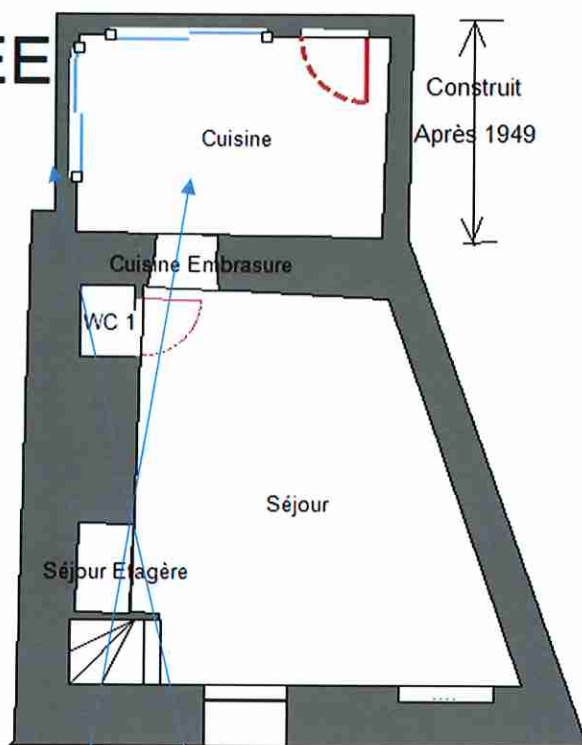 EE
Construit
Après 1949
Cuisine
Cuisine Embrasure
WC 1
Séjour
Séjour Etagère